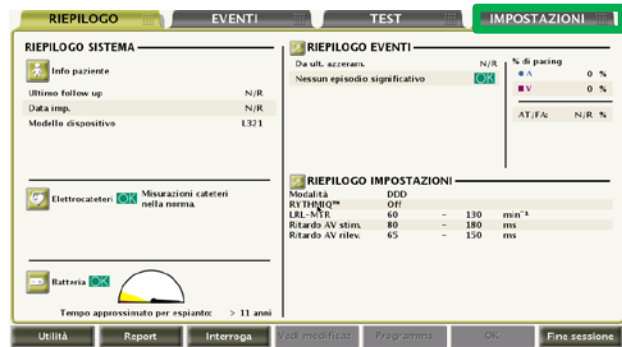 RIEPILOGO EVENTI TEST IMPOSTAZIONI
RIEPILOGO SISTEMA
Info paziente
Ultimo follow up N/R
Data imp. N/R
Modello dispositivo L321
Elettrocateteri OK Misurazioni cateteri
nella norma.
Batteria OK
Tempo approssimato per espianto: > 11 anni
RIEPILOGO EVENTI
Da ult. azzeram. N/R
Nessun episodio significativo OK
% di pacing
A 0 %
V 0 %
AT/FA: N/R %
RIEPILOGO IMPOSTAZIONI
Modalità DDD
RYTHMIQ™ Off
LRL-MTR 60 - 130 min⁻¹
Ritardo AV stim. 80 - 180 ms
Ritardo AV rilev. 65 - 150 ms
Utilità Report Interroga Vedi modificaz. Programma OK Fine sessione